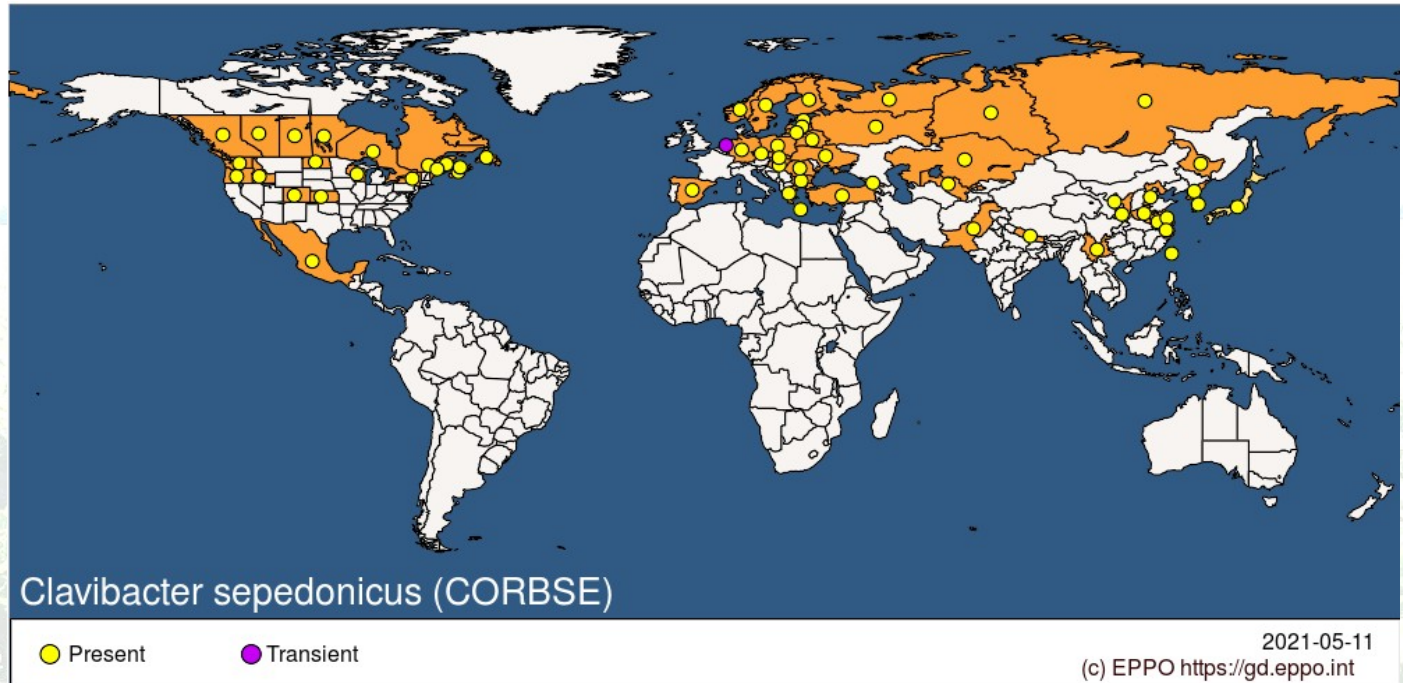 Clavibacter sepedonicus (CORBSE)
Present
Transient
2021-05-11
(c) EPPO https://gd.eppo.int